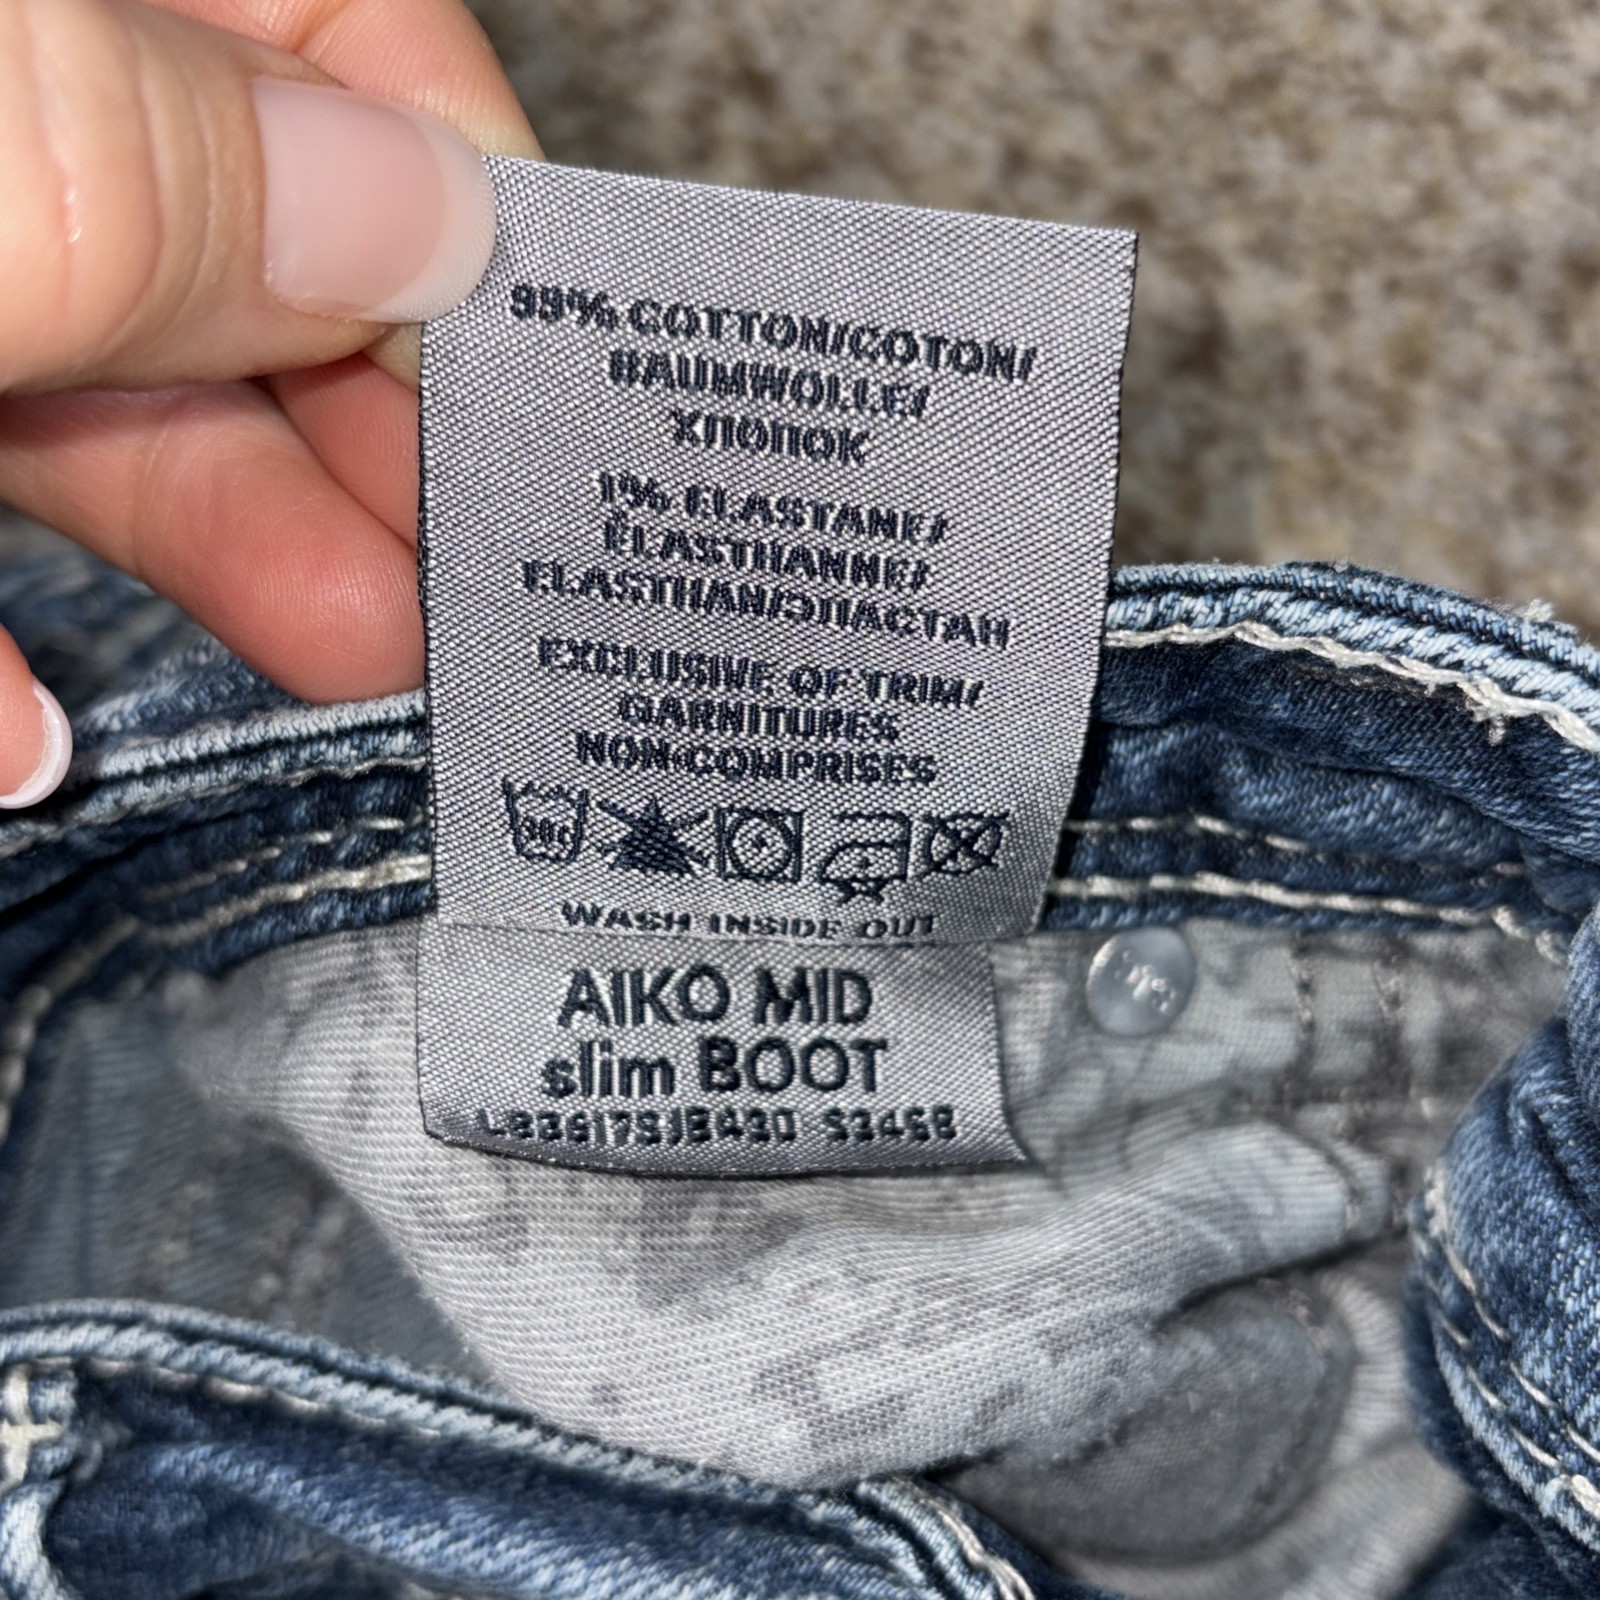 99% COTTON/COTON/
BAUMWOLLE/
ХЛОПОК
1% ELASTANE/
ÉLASTHANNE/
ELASTHAN/ЭЛАСТАН
EXCLUSIVE OF TRIM/
GARNITURES
NON-COMPRISES
30C
WASH INSIDE OUT
AIKO MID
slim BOOT